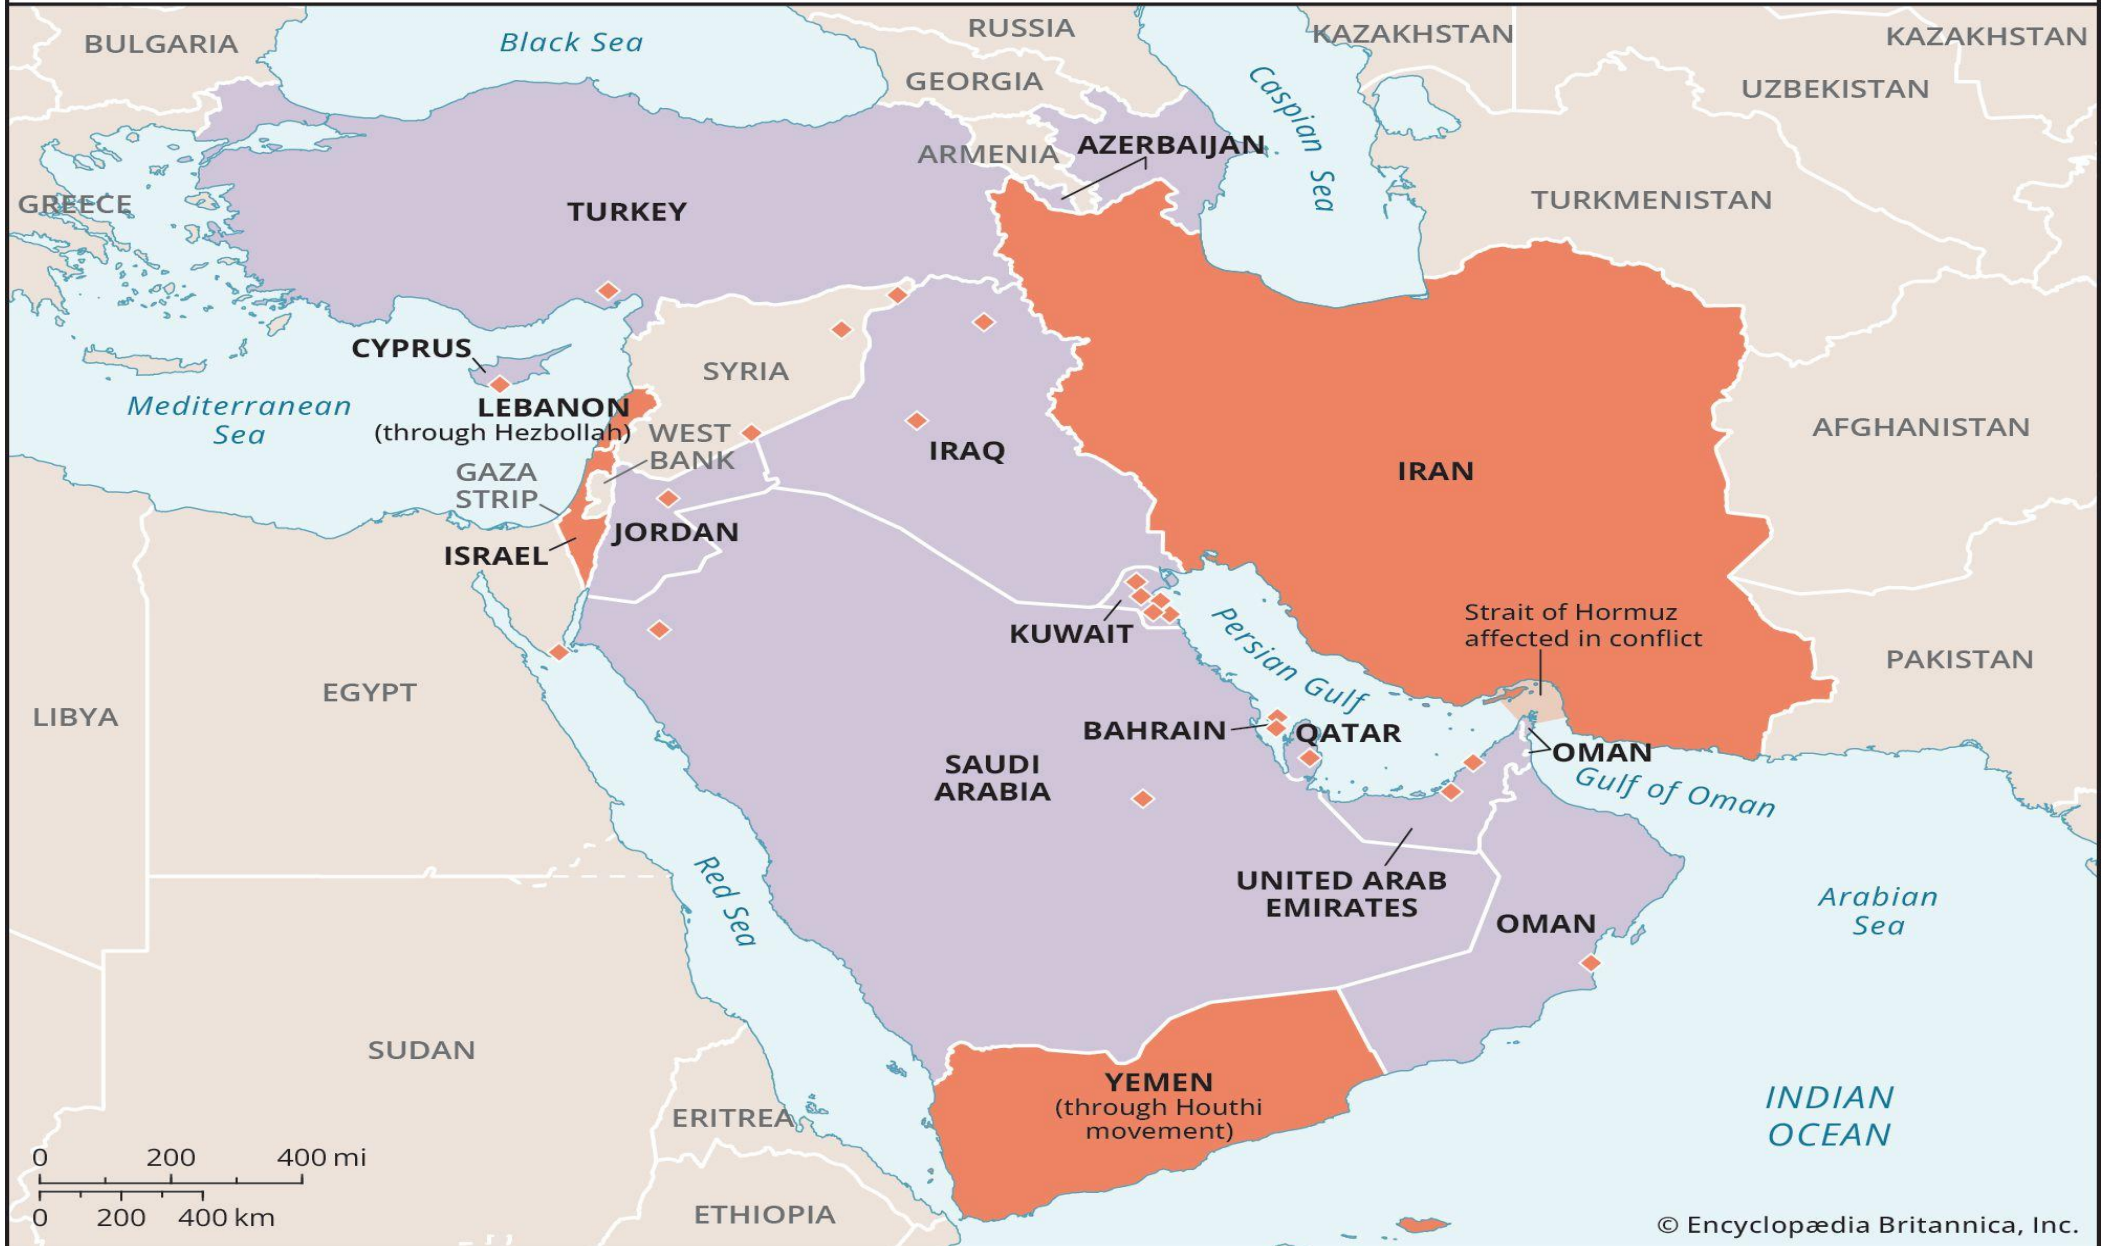 BULGARIA
Black Sea
RUSSIA
KAZAKHSTAN
KAZAKHSTAN
GEORGIA
UZBEKISTAN
Caspian Sea
ARMENIA
AZERBAIJAN
GREECE
TURKEY
TURKMENISTAN
CYPRUS
SYRIA
Mediterranean
Sea
LEBANON
(through Hezbollah)
WEST
BANK
IRAQ
IRAN
AFGHANISTAN
GAZA
STRIP
JORDAN
ISRAEL
KUWAIT
Persian Gulf
Strait of Hormuz
affected in conflict
PAKISTAN
LIBYA
EGYPT
BAHRAIN
QATAR
OMAN
Gulf of Oman
SAUDI
ARABIA
Red Sea
UNITED ARAB
EMIRATES
OMAN
Arabian
Sea
SUDAN
YEMEN
(through Houthi
movement)
INDIAN
OCEAN
ERITREA
0 200 400 mi
0 200 400 km
ETHIOPIA
© Encyclopædia Britannica, Inc.